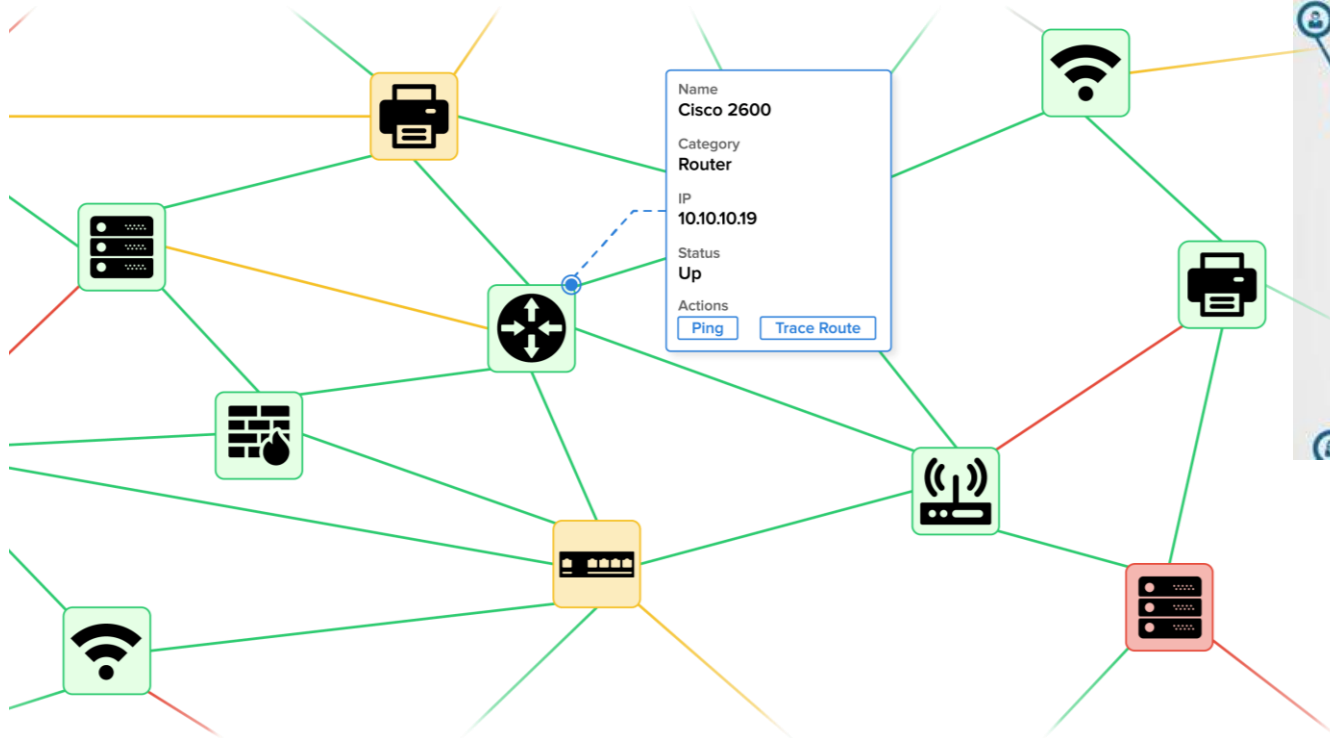 Name
Cisco 2600
Category
Router
IP
10.10.10.19
Status
Up
Actions
Ping
Trace Route